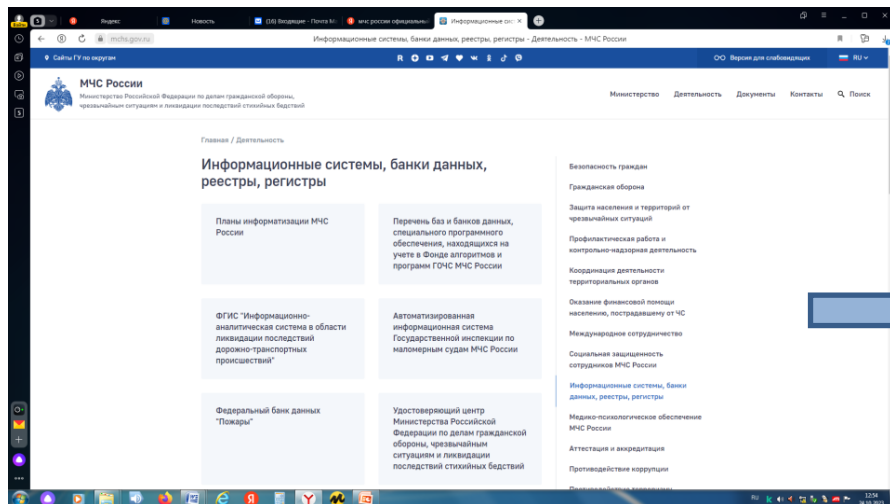 Яндекс
Новость
(16) Входящие - Почта Ma
мчс россии официальный
Информационные сис
mchs.gov.ru
Информационные системы, банки данных, реестры, регистры - Деятельность - МЧС России
Сайты ГУ по округам
Версия для слабовидящих
RU
МЧС России
Министерство Российской Федерации по делам гражданской обороны,
чрезвычайным ситуациям и ликвидации последствий стихийных бедствий
Министерство Деятельность Документы Контакты Поиск
Главная / Деятельность
Информационные системы, банки данных,
реестры, регистры
Планы информатизации МЧС
России
Перечень баз и банков данных,
специального программного
обеспечения, находящихся на
учете в Фонде алгоритмов и
программ ГОЧС МЧС России
ФГИС "Информационно-
аналитическая система в области
ликвидации последствий
дорожно-транспортных
происшествий"
Автоматизированная
информационная система
Государственной инспекции по
маломерным судам МЧС России
Федеральный банк данных
"Пожары"
Удостоверяющий центр
Министерства Российской
Федерации по делам гражданской
обороны, чрезвычайным
ситуациям и ликвидации
последствий стихийных бедствий
Безопасность граждан
Гражданская оборона
Защита населения и территорий от
чрезвычайных ситуаций
Профилактическая работа и
контрольно-надзорная деятельность
Координация деятельности
территориальных органов
Оказание финансовой помощи
населению, пострадавшему от ЧС
Международное сотрудничество
Социальная защищенность
сотрудников МЧС России
Информационные системы, банки
данных, реестры, регистры
Медико-психологическое обеспечение
МЧС России
Аттестация и аккредитация
Противодействие коррупции
RU
12:54